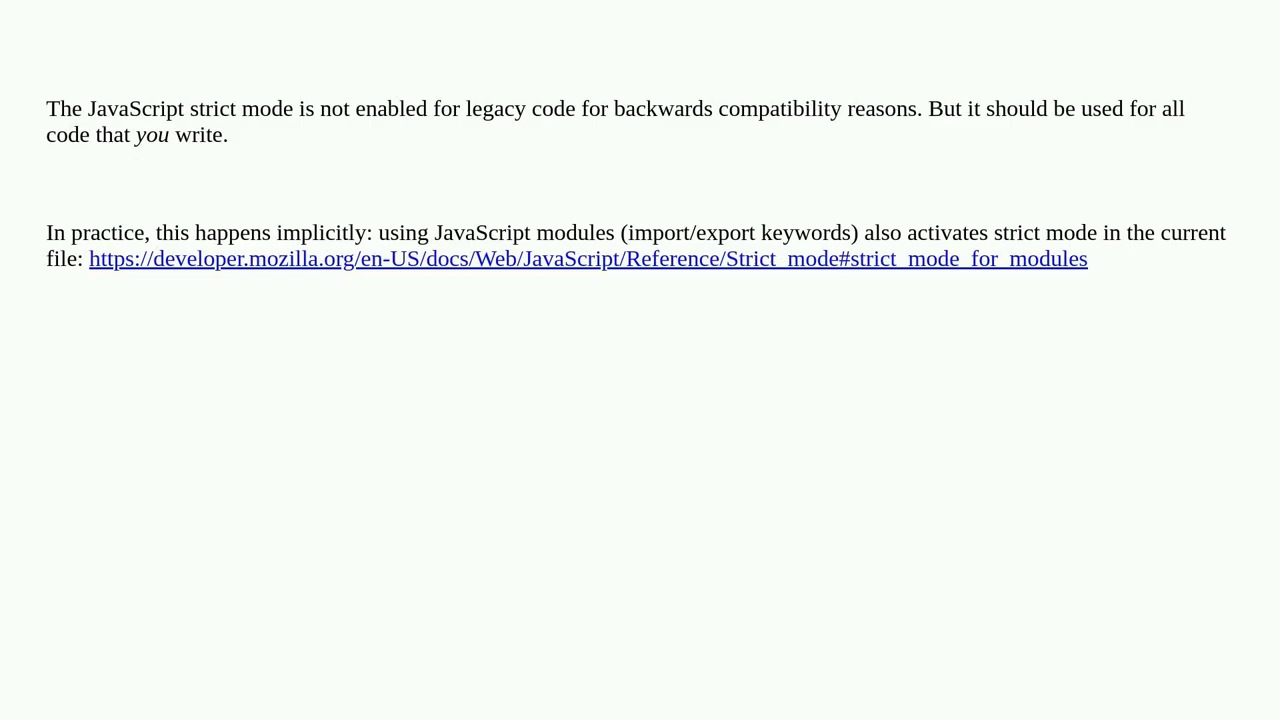 The JavaScript strict mode is not enabled for legacy code for backwards compatibility reasons. But it should be used for all
code that you write.
In practice, this happens implicitly: using JavaScript modules (import/export keywords) also activates strict mode in the current
file: https://developer.mozilla.org/en-US/docs/Web/JavaScript/Reference/Strict_mode#strict_mode_for_modules